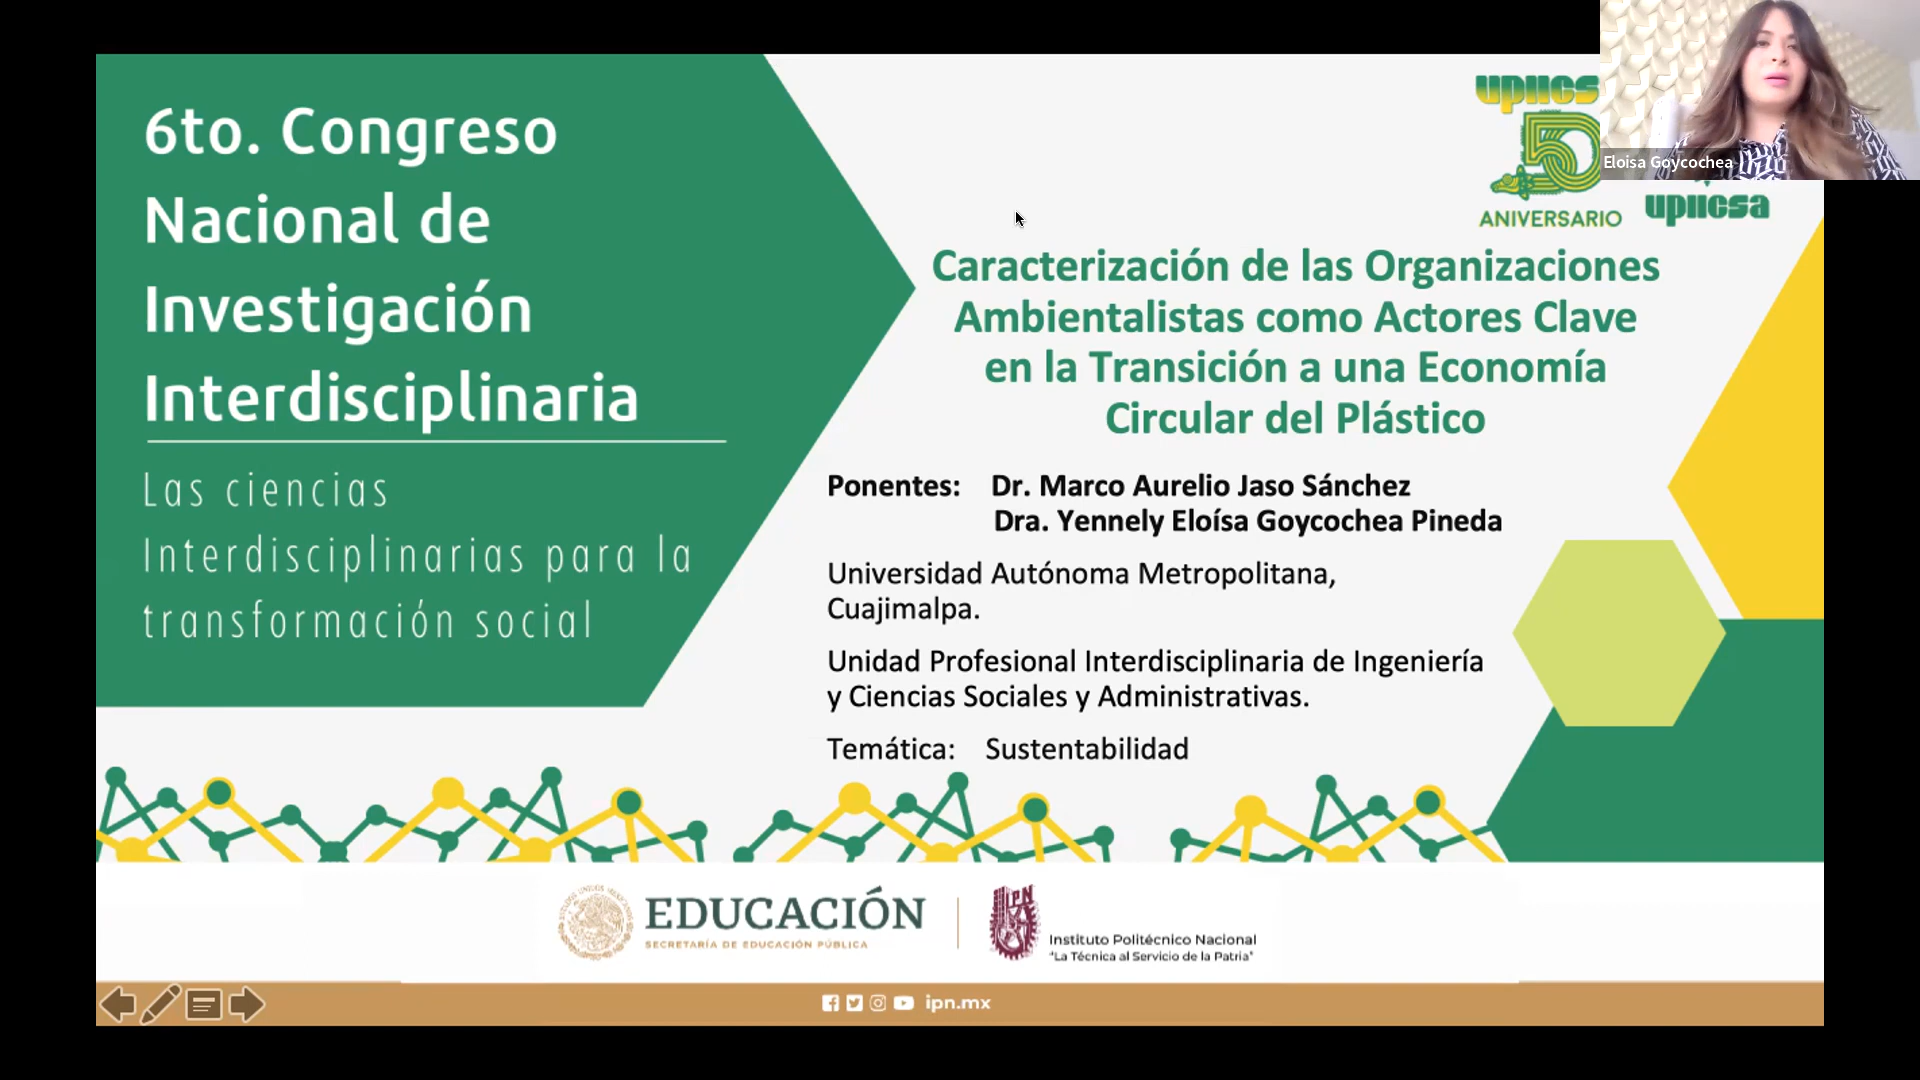 6to. Congreso
Nacional de
Investigación
Interdisciplinaria
Las ciencias
Interdisciplinarias para la
transformación social
upiicsa
50
ANIVERSARIO
upiicsa
Eloisa Goycochea
Caracterización de las Organizaciones
Ambientalistas como Actores Clave
en la Transición a una Economía
Circular del Plástico
Ponentes: Dr. Marco Aurelio Jaso Sánchez
Dra. Yennely Eloísa Goycochea Pineda
Universidad Autónoma Metropolitana,
Cuajimalpa.
Unidad Profesional Interdisciplinaria de Ingeniería
y Ciencias Sociales y Administrativas.
Temática: Sustentabilidad
EDUCACIÓN
SECRETARÍA DE EDUCACIÓN PÚBLICA
IPN
Instituto Politécnico Nacional
"La Técnica al Servicio de la Patria"
ipn.mx